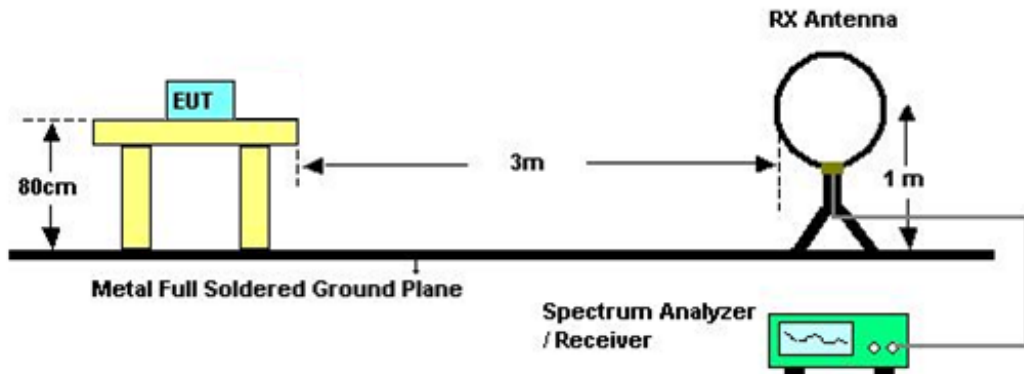 RX Antenna
EUT
3m
80cm
1 m
Metal Full Soldered Ground Plane
Spectrum Analyzer
/ Receiver